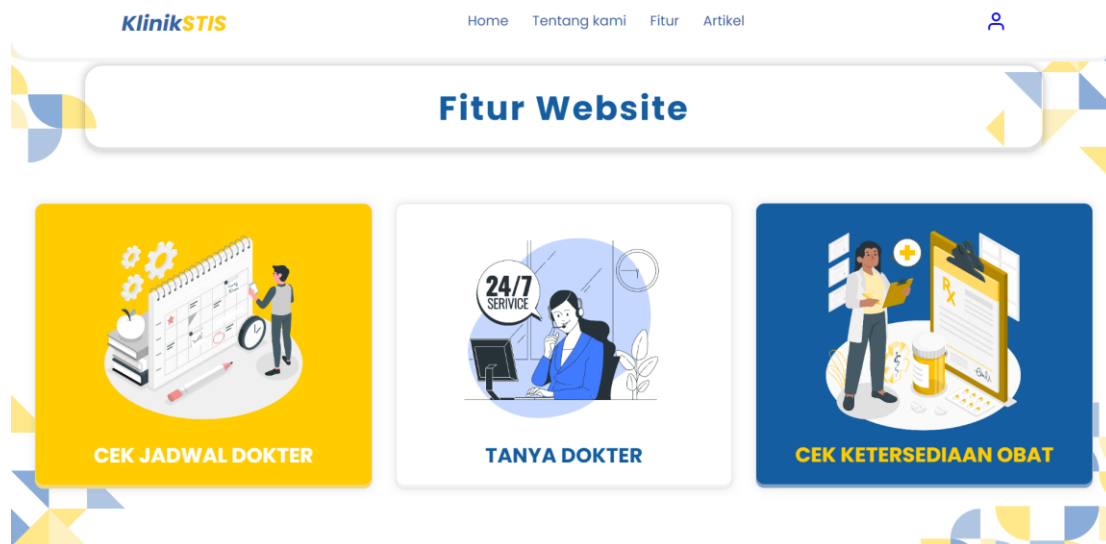 KlinikSTIS
Home Tentang kami Fitur Artikel
Fitur Website
24/7
SERIVICE
Rx
CEK JADWAL DOKTER
TANYA DOKTER
CEK KETERSEDIAAN OBAT